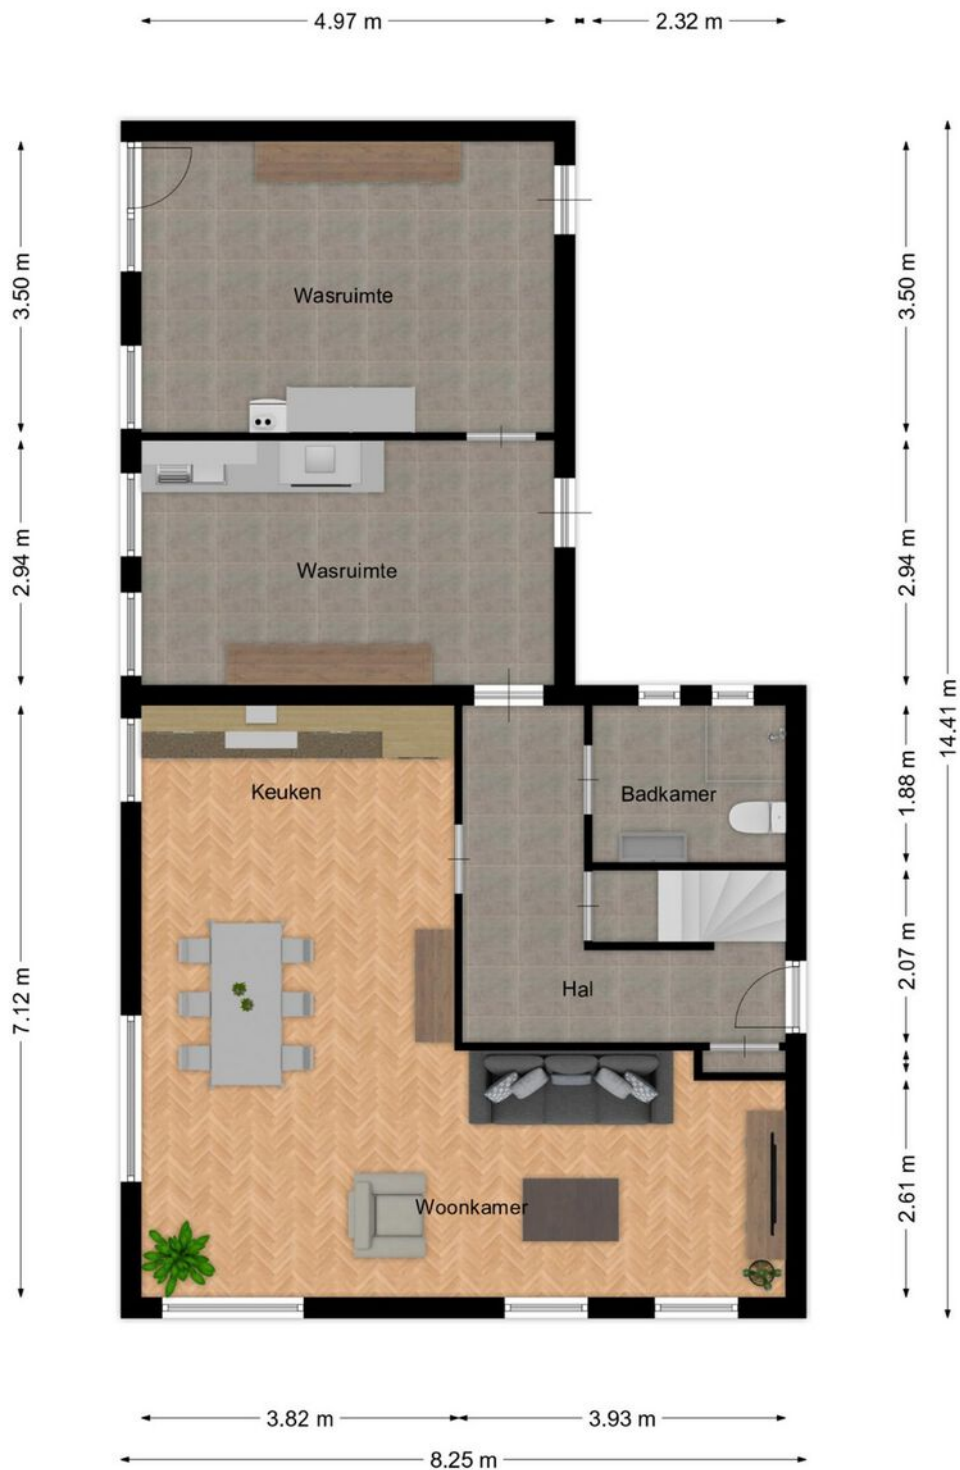 4.97 m
2.32 m
3.50 m
3.50 m
Wasruimte
2.94 m
2.94 m
Wasruimte
14.41 m
1.88 m
Keuken
Badkamer
7.12 m
2.07 m
Hal
2.61 m
Woonkamer
3.82 m
3.93 m
8.25 m